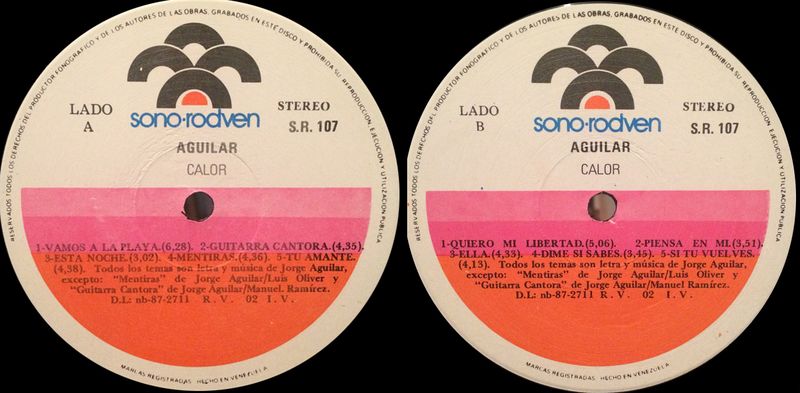 RESERVADOS TODOS LOS DERECHOS DEL PRODUCTOR FONOGRAFICO Y DE LOS AUTORES DE LAS OBRAS, GRABADOS EN ESTE DISCO Y PROHIBIDA SU REPRODUCCION, EJECUCION Y UTILIZACION PUBLICA
LADO
A
STEREO
sono·rodven
S.R. 107
AGUILAR
CALOR
1-VAMOS A LA PLAYA.(6,28). 2-GUITARRA CANTORA.(4,35).
3-ESTA NOCHE.(3,02). 4-MENTIRAS.(4,36). 5-TU AMANTE.
(4,38). Todos los temas son letra y música de Jorge Aguilar,
excepto: "Mentiras" de Jorge Aguilar/Luis Oliver y
"Guitarra Cantora" de Jorge Aguilar/Manuel. Ramírez.
D.L: nb-87-2711 R.V. 02 I.V.
MARCAS REGISTRADAS - HECHO EN VENEZUELA
RESERVADOS TODOS LOS DERECHOS DEL PRODUCTOR FONOGRAFICO Y DE LOS AUTORES DE LAS OBRAS, GRABADOS EN ESTE DISCO Y PROHIBIDA SU REPRODUCCION, EJECUCION Y UTILIZACION PUBLICA
LADO
B
STEREO
sono·rodven
S.R. 107
AGUILAR
CALOR
1-QUIERO MI LIBERTAD.(5,06). 2-PIENSA EN MI.(3,51).
3-ELLA.(4,33). 4-DIME SI SABES.(3,45). 5-SI TU VUELVES.
(4,13). Todos los temas son letra y música de Jorge Aguilar,
excepto: "Mentiras" de Jorge Aguilar/Luis Oliver y
"Guitarra Cantora" de Jorge Aguilar/Manuel. Ramírez.
D.L: nb-87-2711 R.V. 02 I.V.
MARCAS REGISTRADAS - HECHO EN VENEZUELA